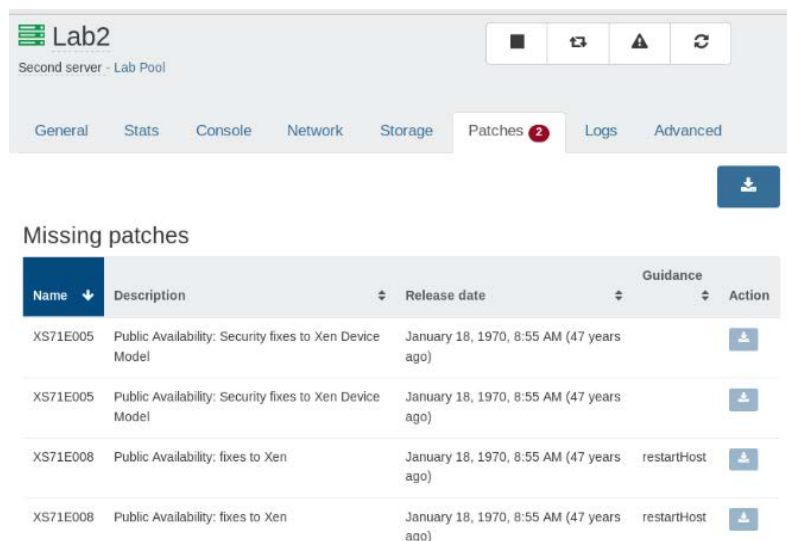 Lab2
Second server - Lab Pool
General Stats Console Network Storage Patches 2 Logs Advanced
Missing patches
Guidance
Name Description Release date Action
XS71E005 Public Availability: Security fixes to Xen Device January 18, 1970, 8:55 AM (47 years
Model ago)
XS71E005 Public Availability: Security fixes to Xen Device January 18, 1970, 8:55 AM (47 years
Model ago)
XS71E008 Public Availability: fixes to Xen January 18, 1970, 8:55 AM (47 years restartHost
ago)
XS71E008 Public Availability: fixes to Xen January 18, 1970, 8:55 AM (47 years restartHost
ago)